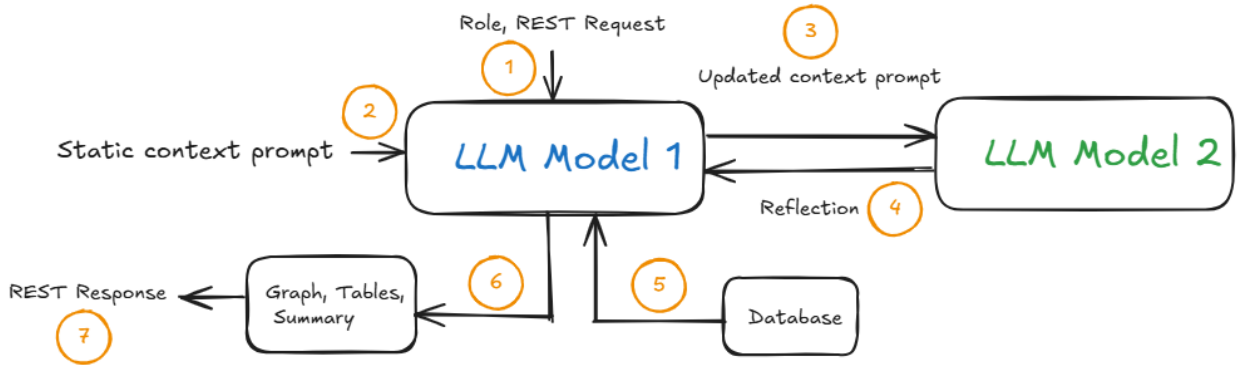 Role, REST Request
3
1
Updated context prompt
2
Static context prompt
LLM Model 1
LLM Model 2
Reflection
4
REST Response
7
Graph, Tables,
Summary
6
5
Database